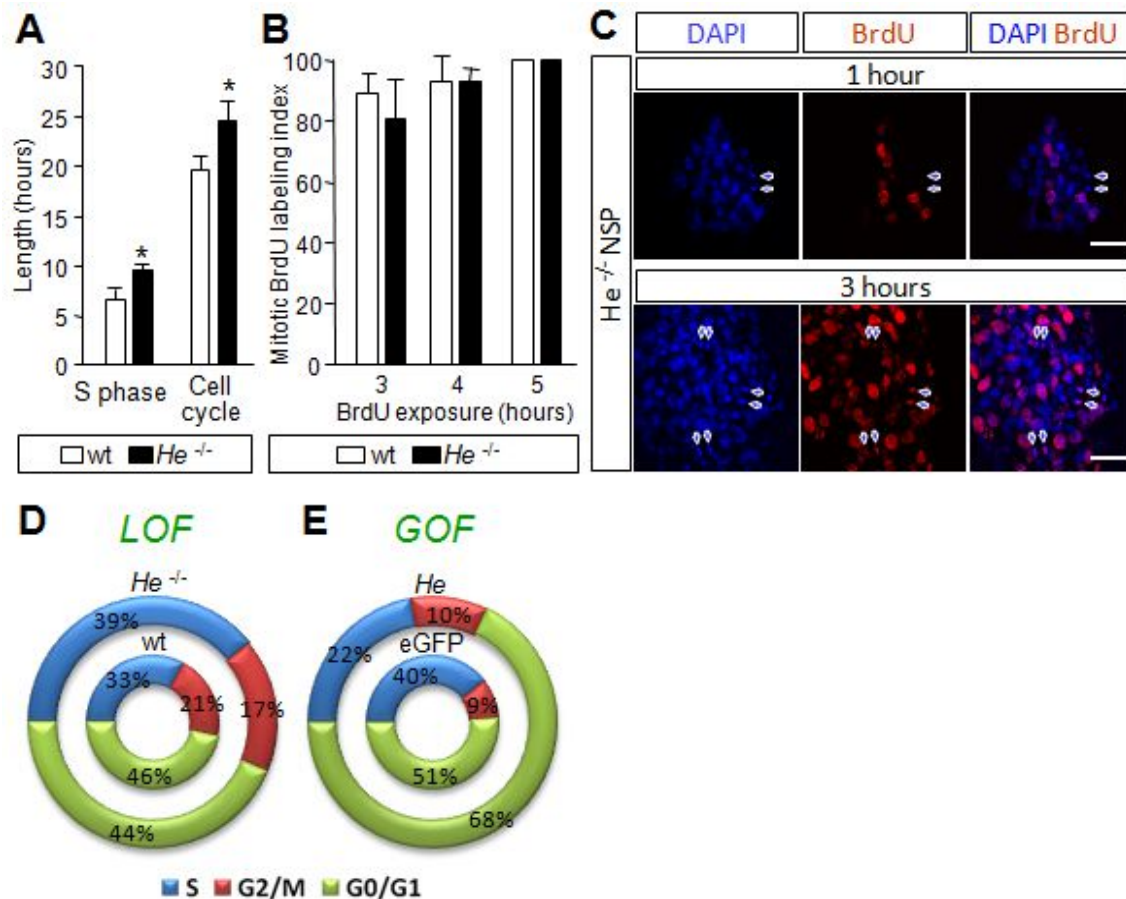 A
B
C
DAPI
BrdU
DAPI BrdU
1 hour
3 hours
He -/- NSP
Length (hours)
30
25
20
15
10
5
0
*
*
S phase
Cell cycle
wt
He -/-
Mitotic BrdU labeling index
100
80
60
40
20
0
3
4
5
BrdU exposure (hours)
wt
He -/-
D
LOF
He -/-
39%
wt
33%
21%
17%
46%
44%
E
GOF
He
10%
22%
eGFP
40%
9%
51%
68%
S
G2/M
G0/G1